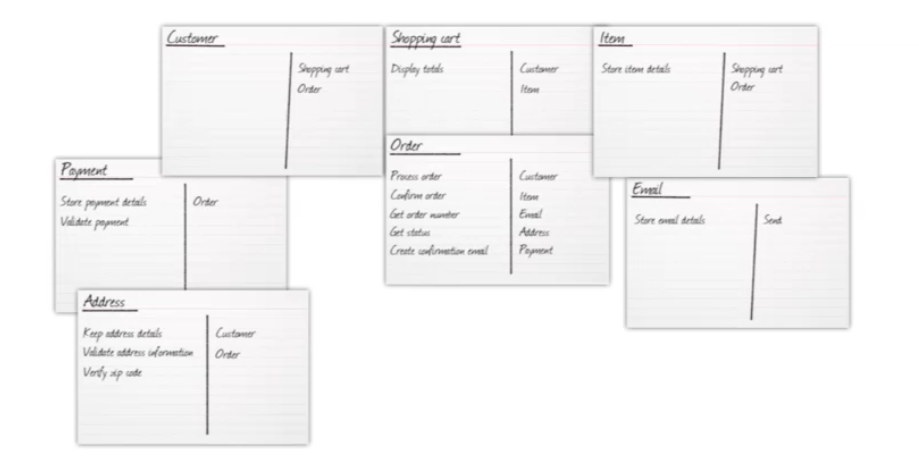 Customer
Shopping cart
Order
Shopping cart
Display totals
Customer
Item
Item
Store item details
Shopping cart
Order
Payment
Store payment details
Validate payment
Order
Order
Process order
Confirm order
Get order number
Get status
Create confirmation email
Customer
Item
Email
Address
Payment
Email
Store email details
Send
Address
Keep address details
Validate address information
Verify zip code
Customer
Order